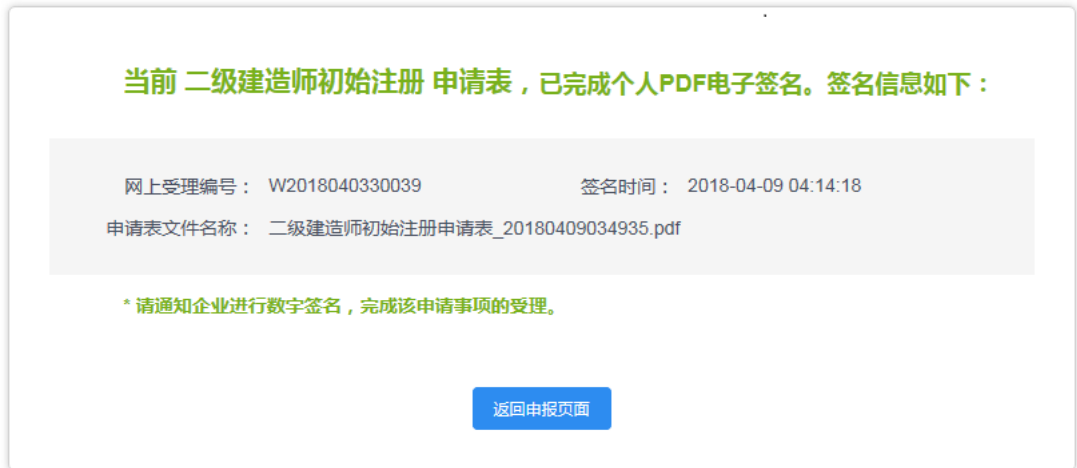 当前 二级建造师初始注册 申请表，已完成个人PDF电子签名。签名信息如下：
网上受理编号： W2018040330039 签名时间： 2018-04-09 04:14:18
申请表文件名称： 二级建造师初始注册申请表_20180409034935.pdf
* 请通知企业进行数字签名，完成该申请事项的受理。
返回申报页面